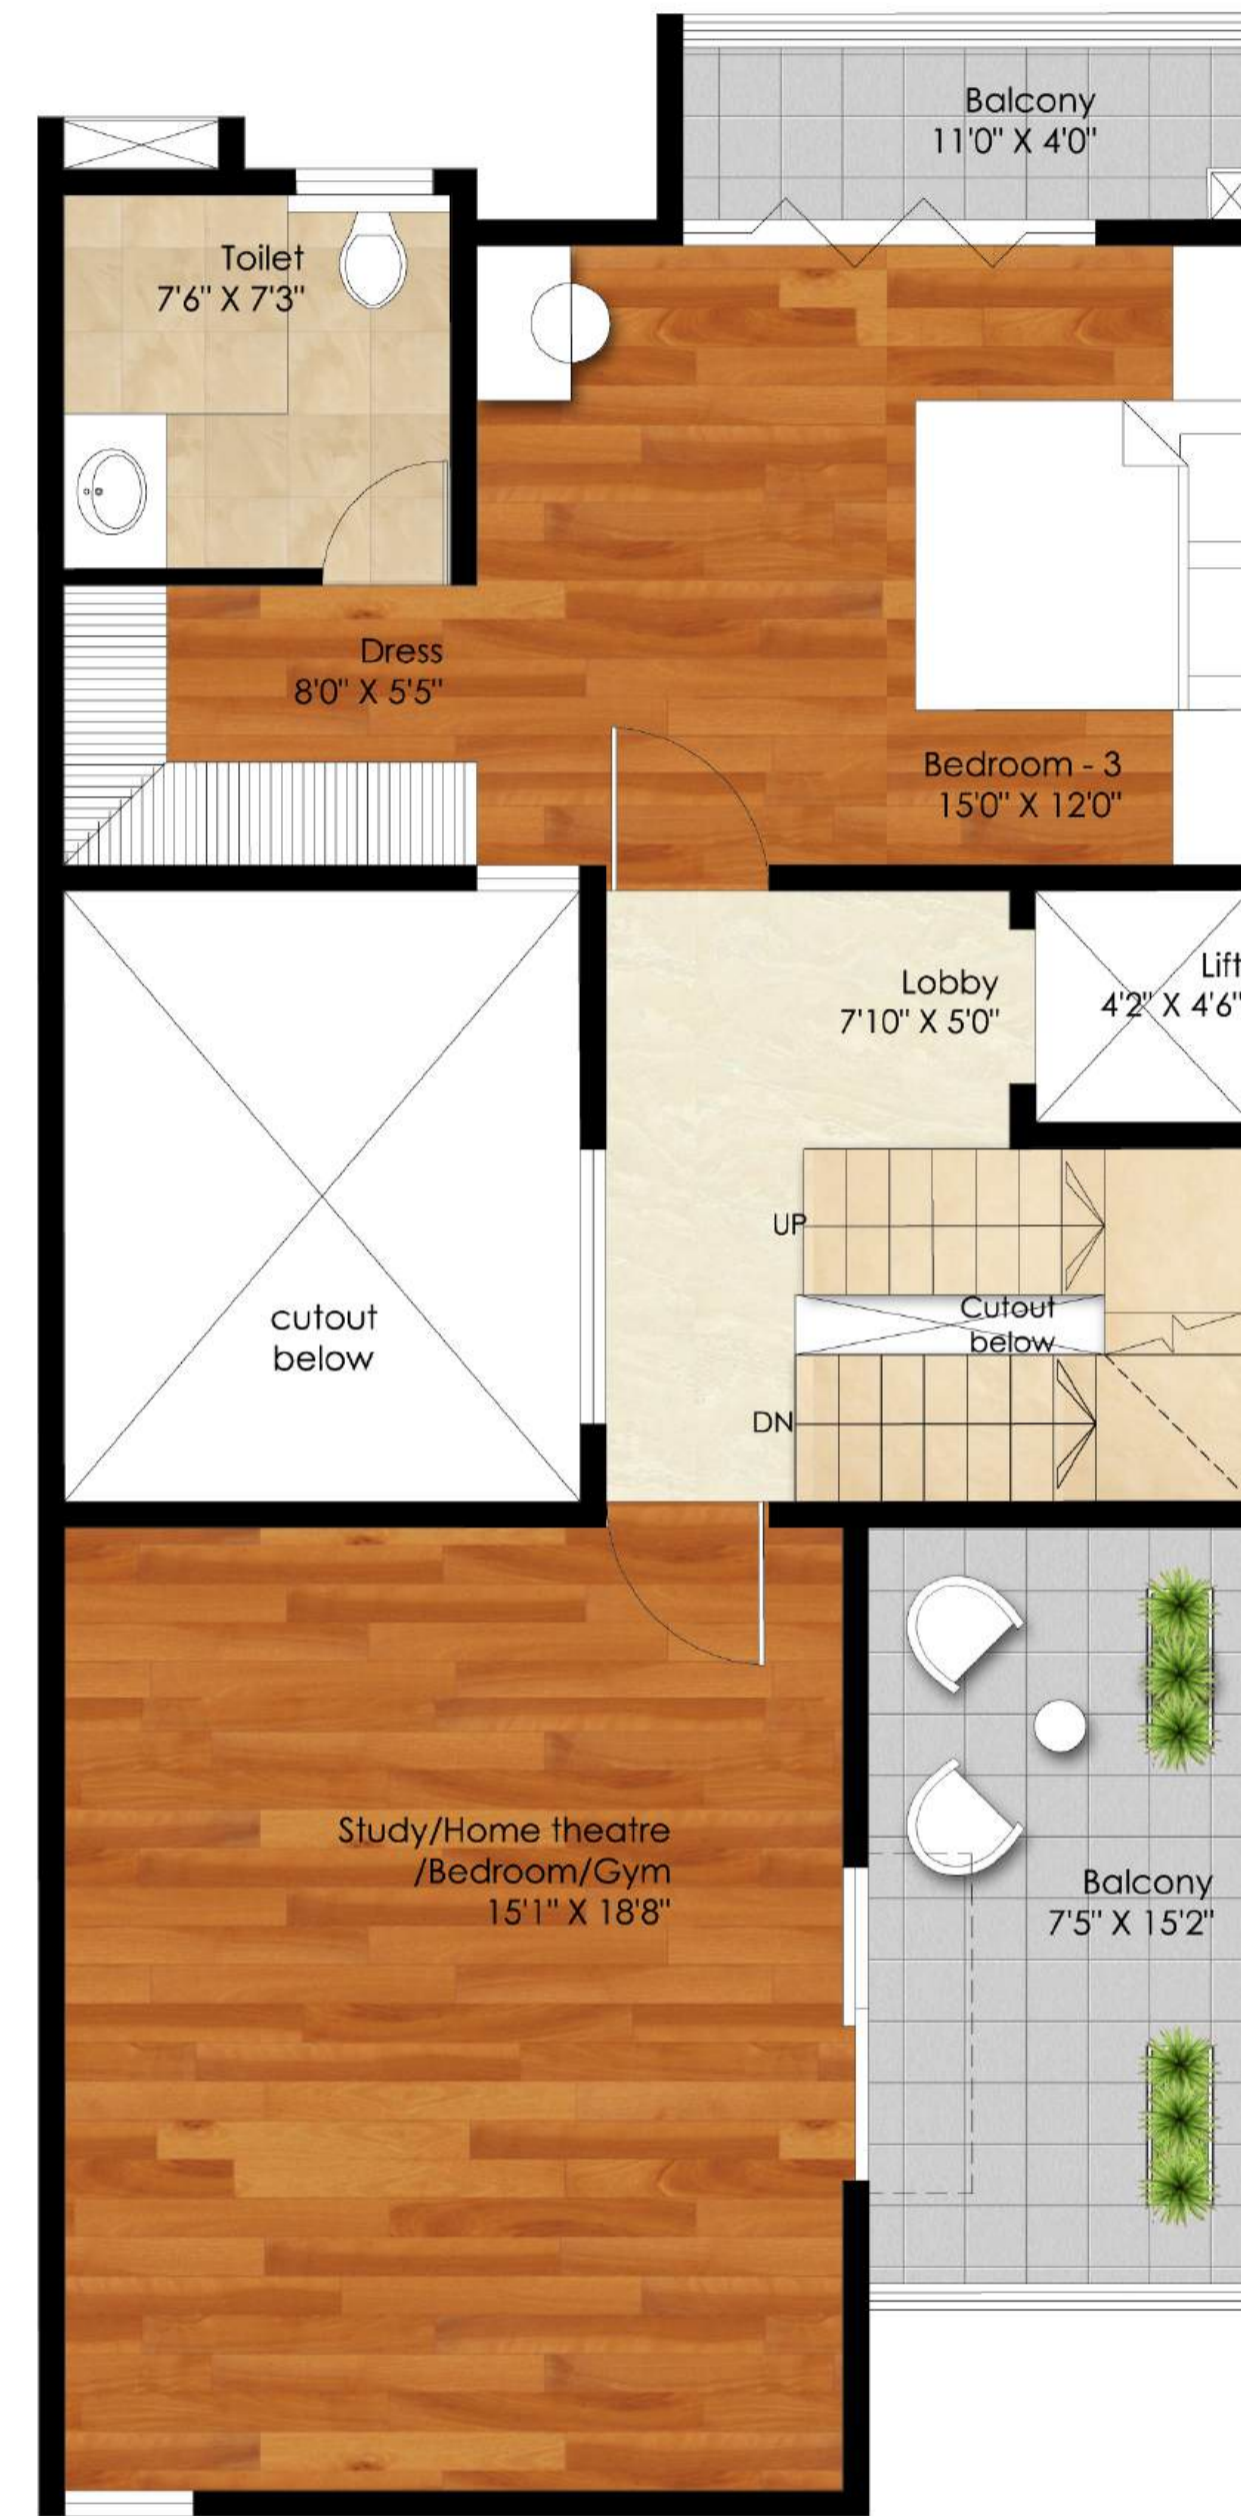 Balcony
11'0" X 4'0"
Toilet
7'6" X 7'3"
Dress
8'0" X 5'5"
Bedroom - 3
15'0" X 12'0"
Lobby
7'10" X 5'0"
Lift
4'2" X 4'6"
UP
cutout
below
Cutout
below
DN
Study/Home theatre
/Bedroom/Gym
15'1" X 18'8"
Balcony
7'5" X 15'2"